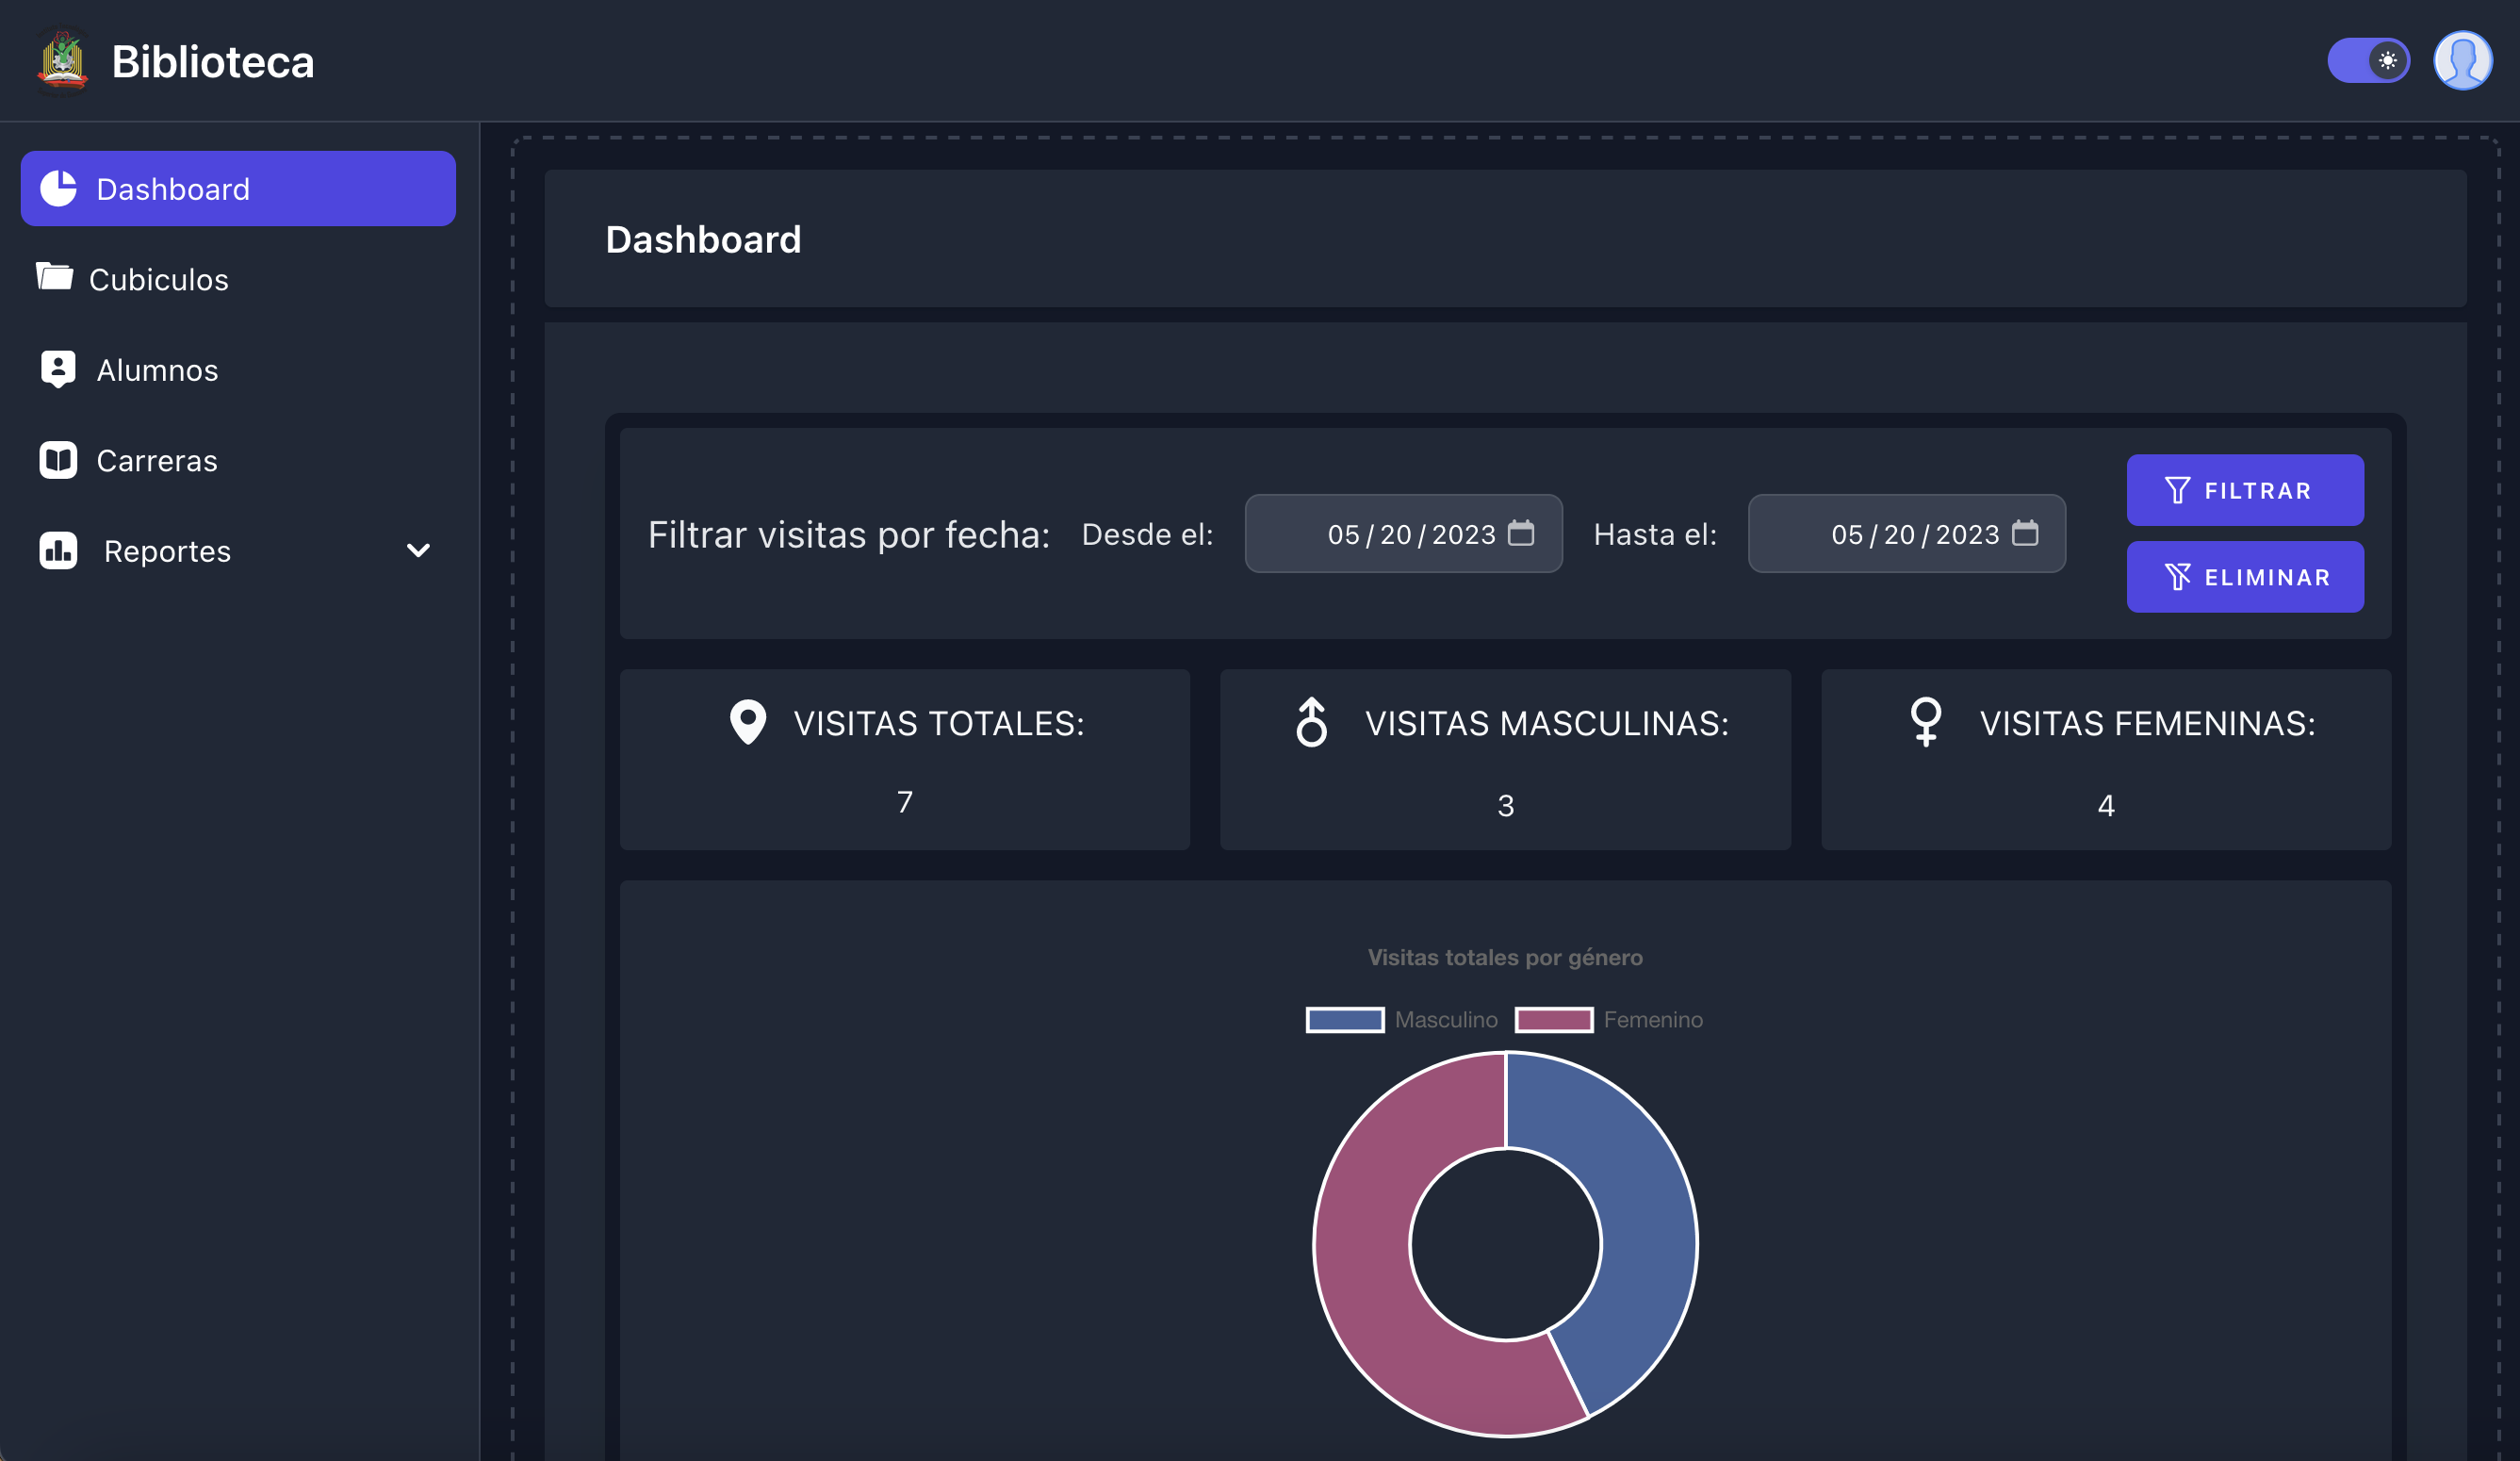 Biblioteca
Dashboard
Cubiculos
Alumnos
Carreras
Reportes
Dashboard
Filtrar visitas por fecha: Desde el: 05/20/2023 Hasta el: 05/20/2023
FILTRAR
ELIMINAR
VISITAS TOTALES:
7
VISITAS MASCULINAS:
3
VISITAS FEMENINAS:
4
Visitas totales por género
Masculino Femenino